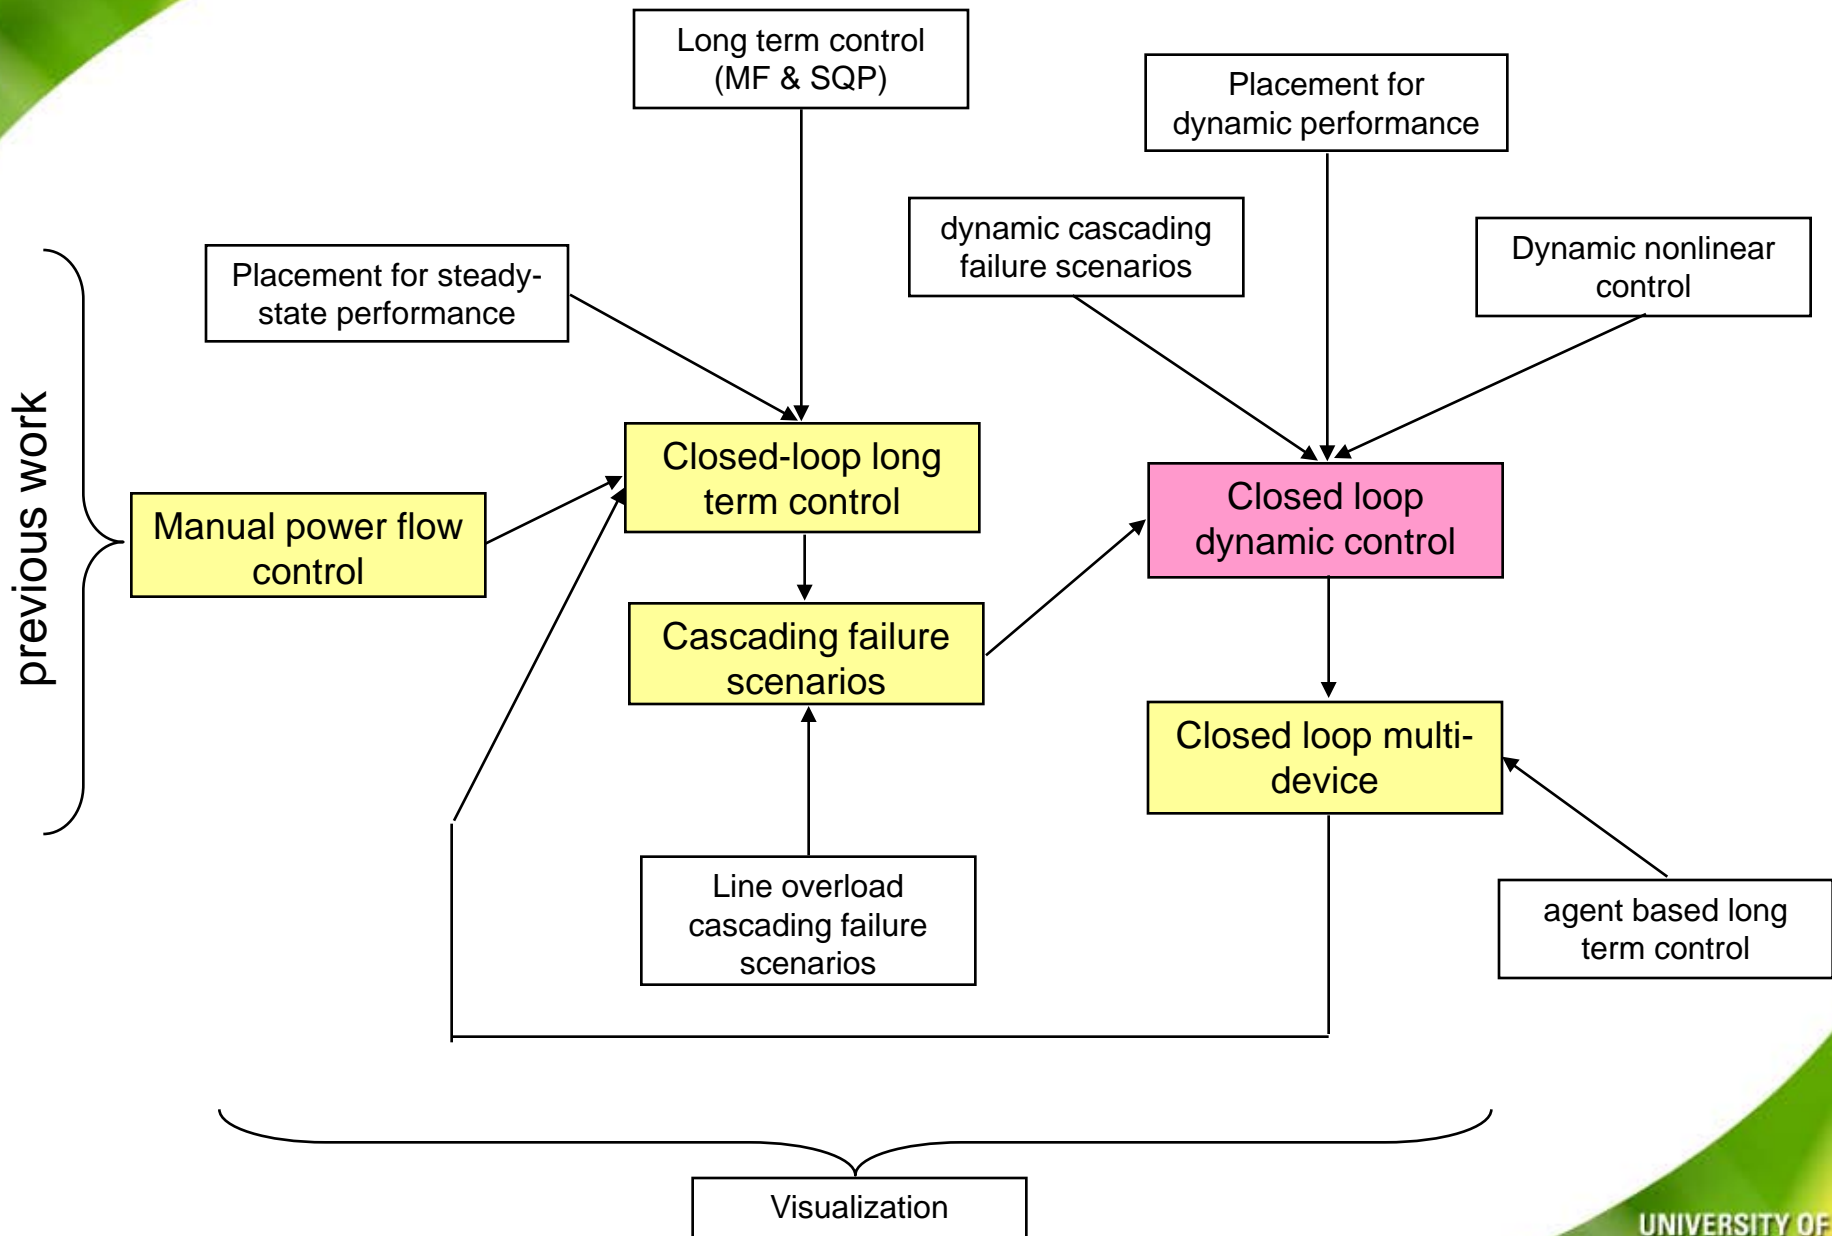 Long term control
(MF & SQP)
Placement for
dynamic performance
dynamic cascading
failure scenarios
Dynamic nonlinear
control
Placement for steady-
state performance
previous work
Closed-loop long
term control
Closed loop
dynamic control
Manual power flow
control
Cascading failure
scenarios
Closed loop multi-
device
Line overload
cascading failure
scenarios
agent based long
term control
Visualization
UNIVERSITY OF